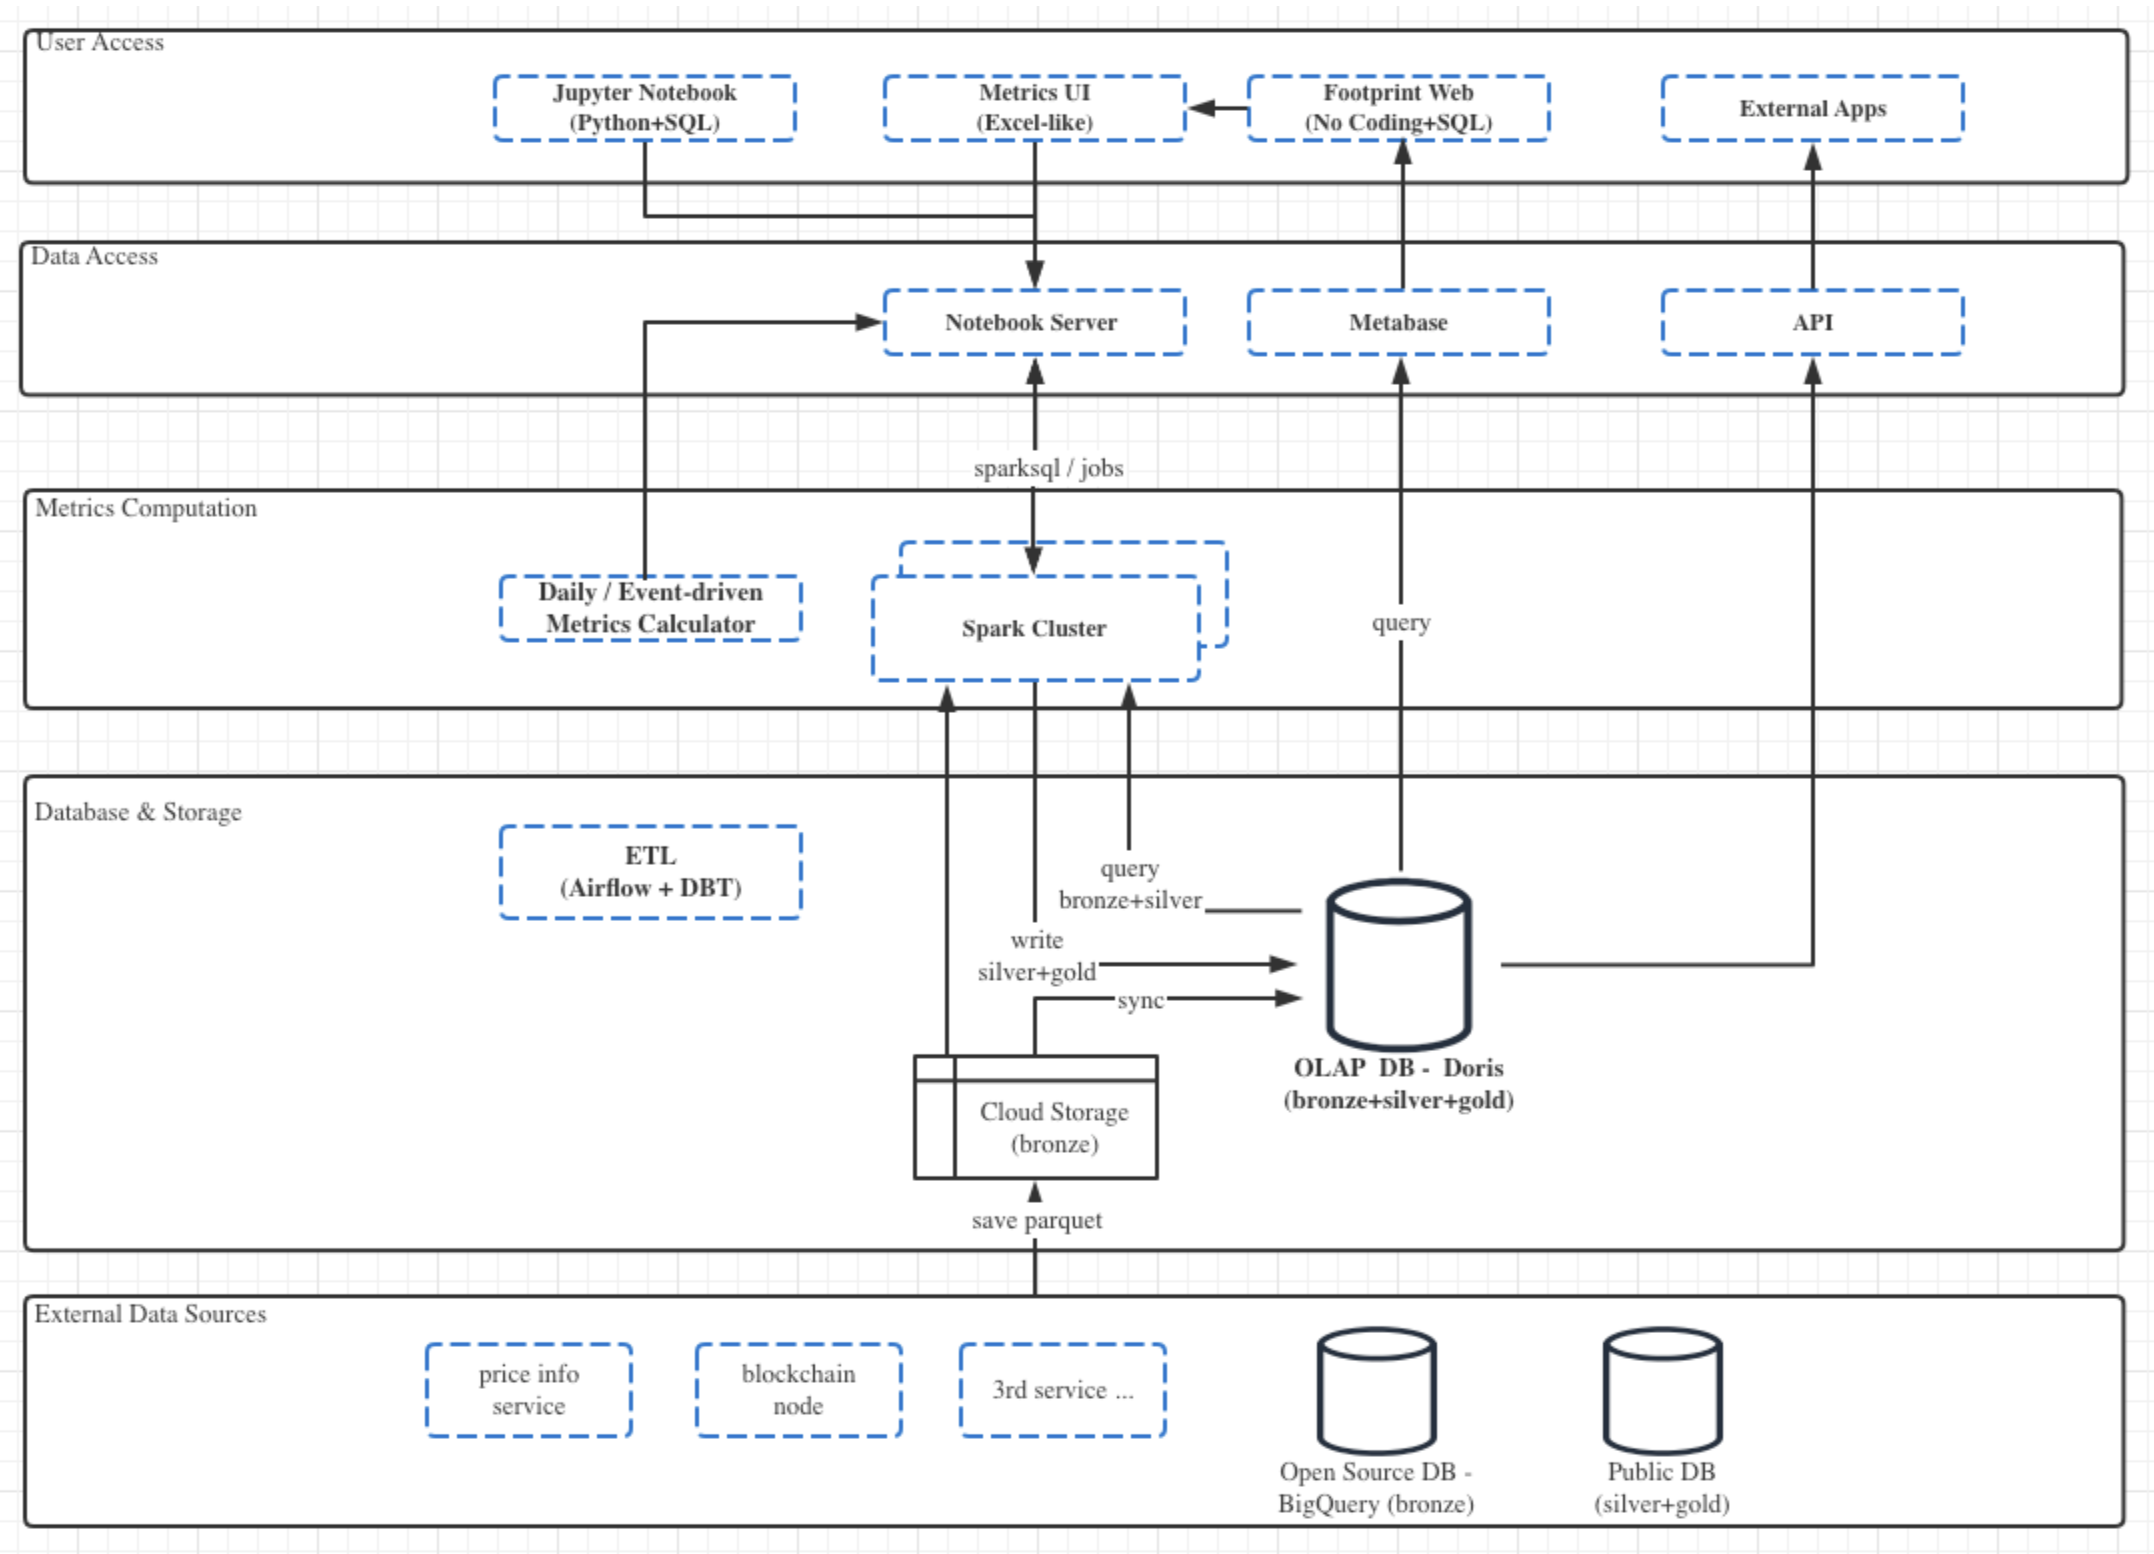 User Access
Jupyter Notebook
(Python+SQL)
Metrics UI
(Excel-like)
Footprint Web
(No Coding+SQL)
External Apps
Data Access
Notebook Server
Metabase
API
sparksql / jobs
Metrics Computation
Daily / Event-driven
Metrics Calculator
Spark Cluster
query
Database & Storage
ETL
(Airflow + DBT)
query
bronze+silver
write
silver+gold
sync
OLAP DB - Doris
(bronze+silver+gold)
Cloud Storage
(bronze)
save parquet
External Data Sources
price info
service
blockchain
node
3rd service ...
Open Source DB -
BigQuery (bronze)
Public DB
(silver+gold)